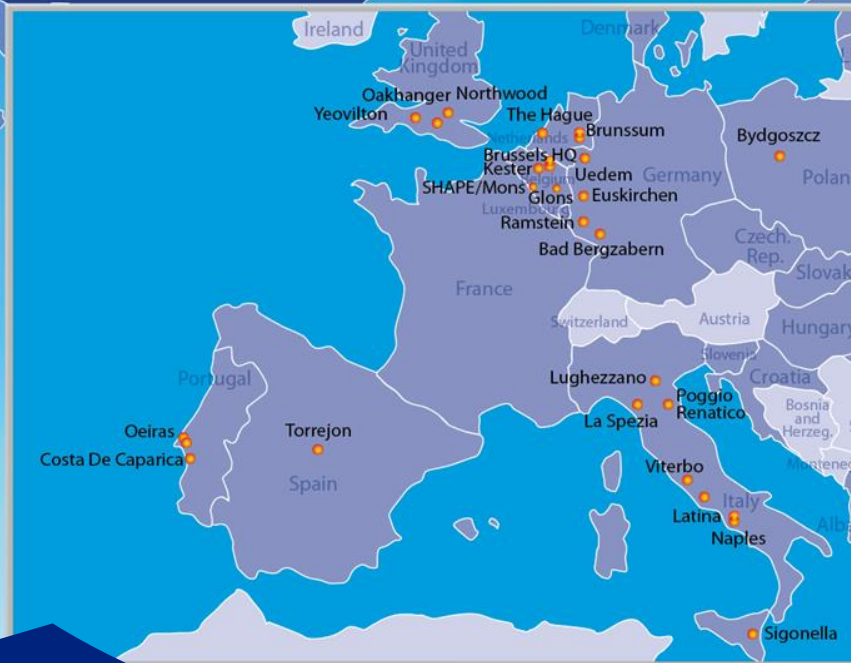 Ireland
Denmark
United
Kingdom
Oakhanger
Northwood
Yeovilton
The Hague
Netherlands
Brunssum
Bydgoszcz
Brussels HQ
Kester
Belgium
Uedem
Germany
SHAPE/Mons
Glons
Euskirchen
Luxembourg
Ramstein
Bad Bergzabern
Czech.
Rep.
Slovak
France
Switzerland
Austria
Hungary
Slovenia
Lughezzano
Croatia
Portugal
Poggio
Renatico
La Spezia
Bosnia
and
Herzeg.
Oeiras
Torrejon
Costa De Caparica
Spain
Viterbo
Italy
Latina
Naples
Sigonella